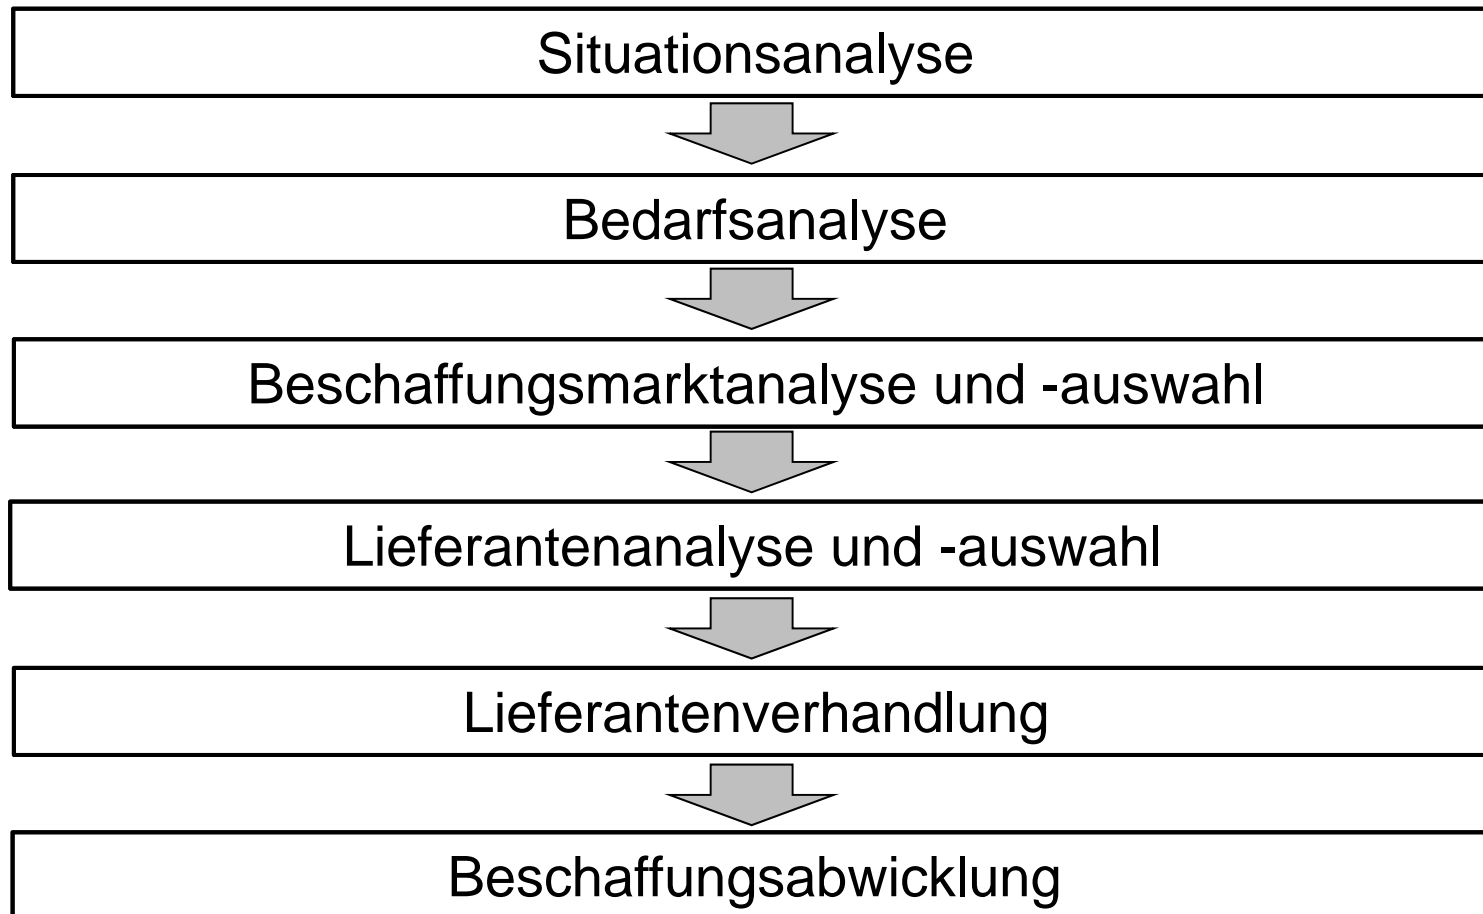 Situationsanalyse
Bedarfsanalyse
Beschaffungsmarktanalyse und -auswahl
Lieferantenanalyse und -auswahl
Lieferantenverhandlung
Beschaffungsabwicklung